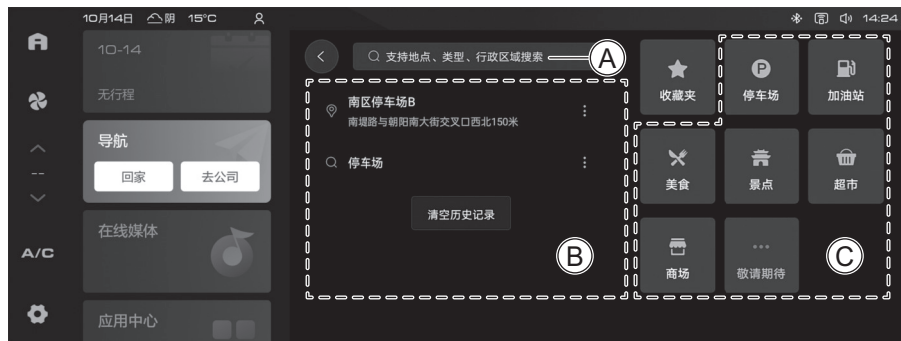 10月14日 阴 15°C
14:24
A/C
10-14
无行程
导航
回家 去公司
在线媒体
应用中心
支持地点、类型、行政区域搜索
A
南区停车场B
南堤路与朝阳南大街交叉口西北150米
停车场
清空历史记录
B
收藏夹 停车场 加油站
美食 景点 超市
商场 敬请期待
C